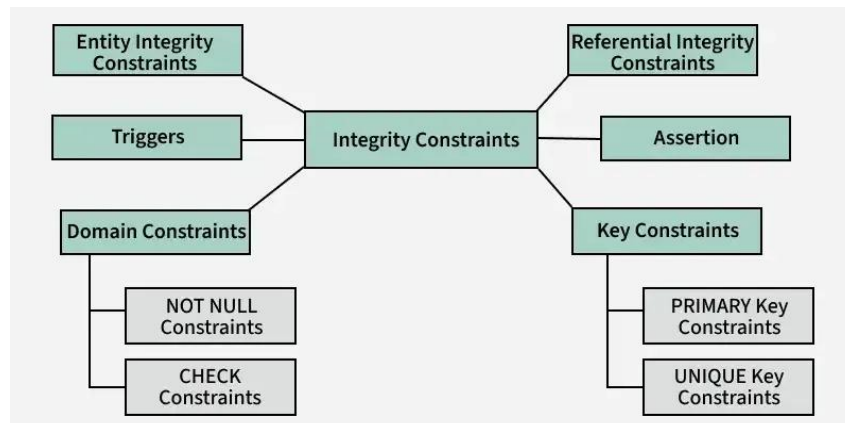 Entity Integrity
Constraints
Referential Integrity
Constraints
Triggers
Integrity Constraints
Assertion
Domain Constraints
Key Constraints
NOT NULL
Constraints
PRIMARY Key
Constraints
CHECK
Constraints
UNIQUE Key
Constraints